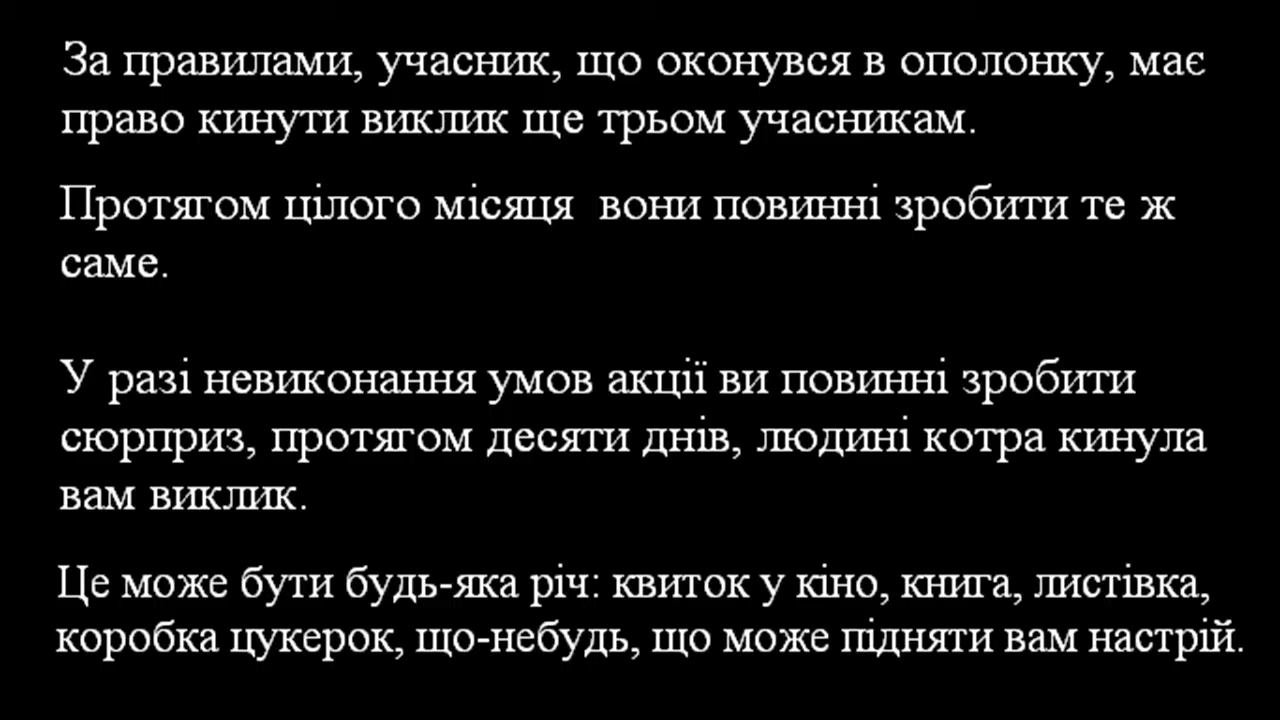 За правилами, учасник, що оконувся в ополонку, має
право кинути виклик ще трьом учасникам.
Протягом цілого місяця вони повинні зробити те ж
саме.
У разі невиконання умов акції ви повинні зробити
сюрприз, протягом десяти днів, людині котра кинула
вам виклик.
Це може бути будь-яка річ: квиток у кіно, книга, листівка,
коробка цукерок, що-небудь, що може підняти вам настрій.